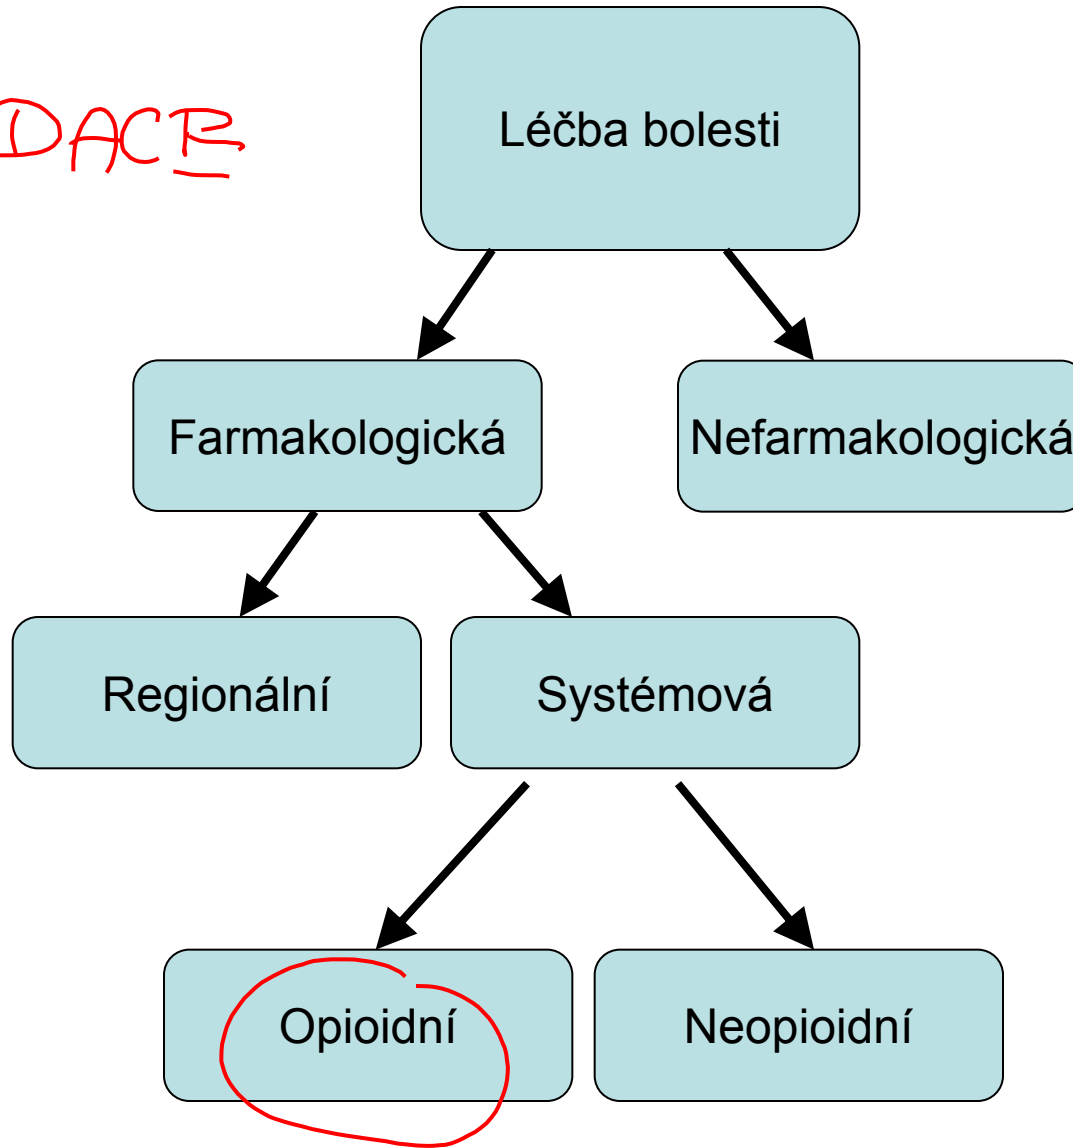 Léčba bolesti
DACE
Farmakologická
Nefarmakologická
Regionální
Systémová
Opioidní
Neopioidní